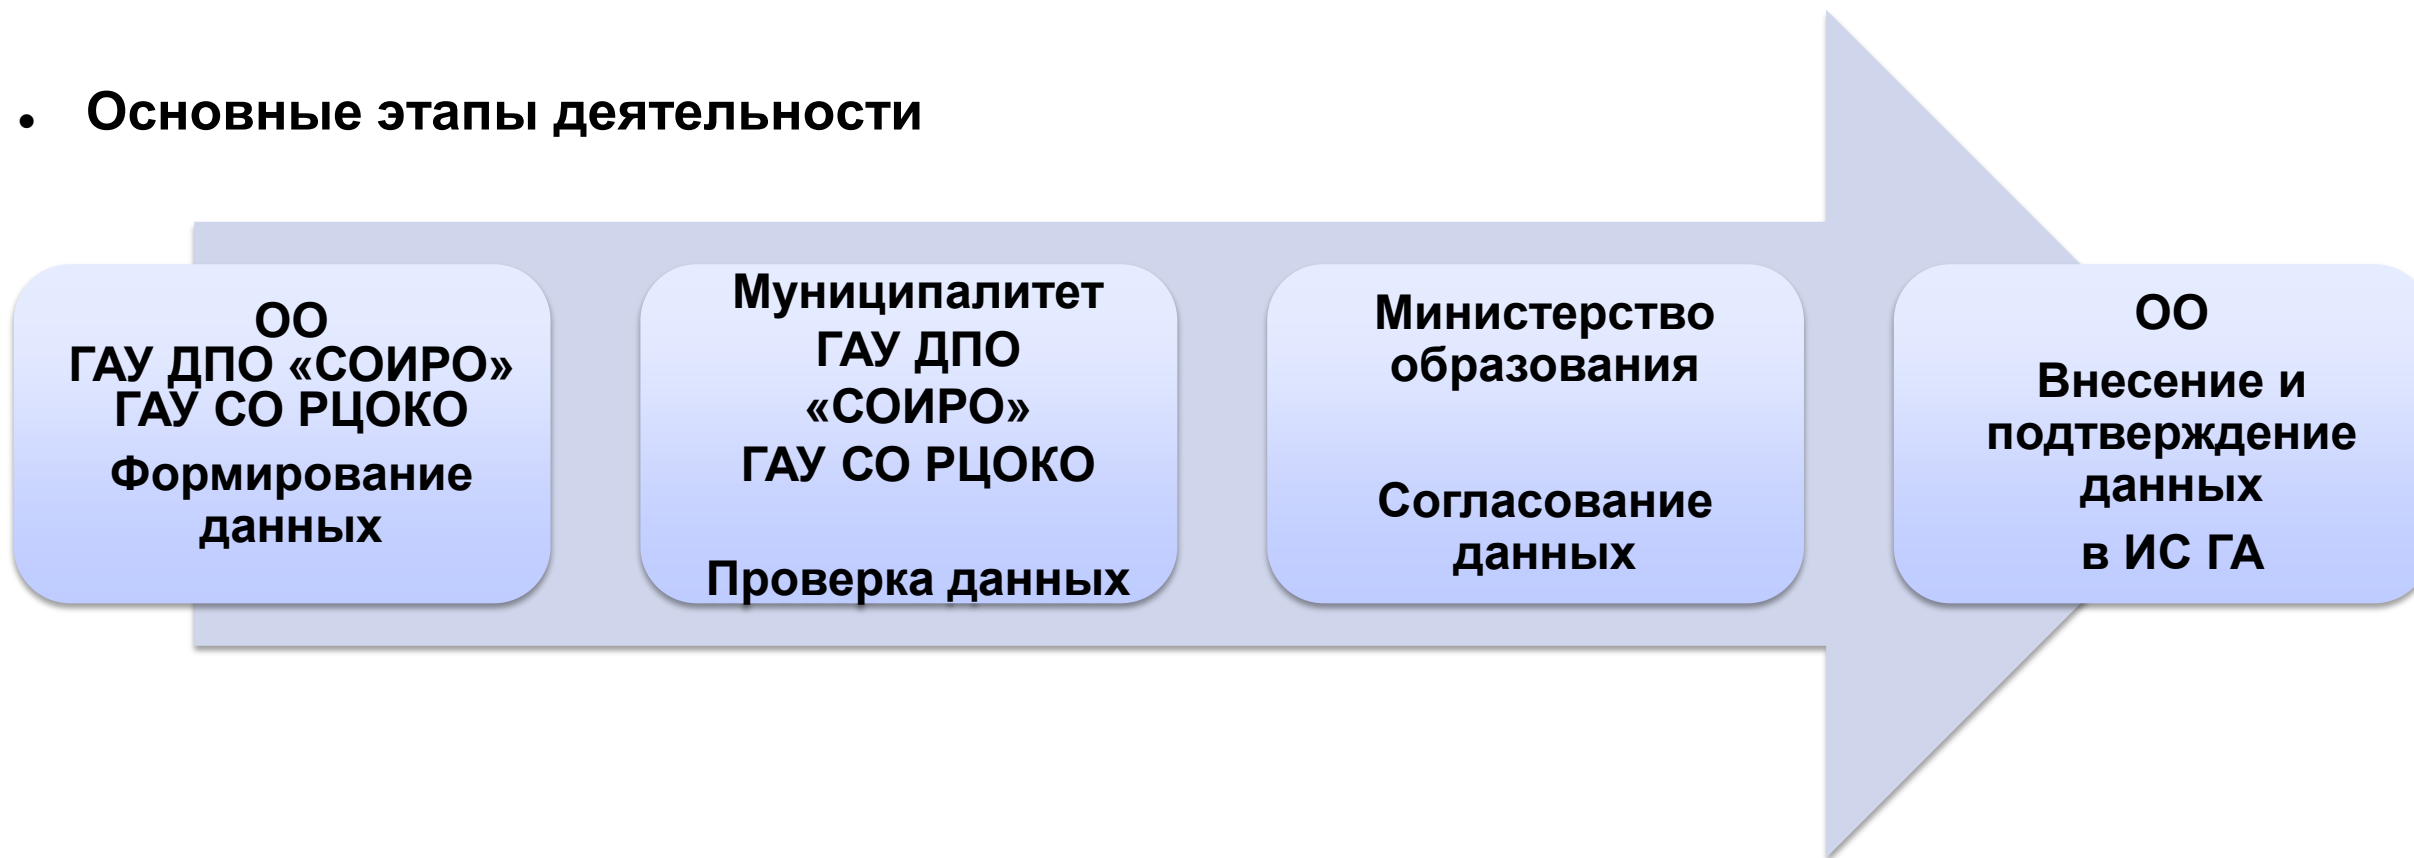 • Основные этапы деятельности
ОО
ГАУ ДПО «СОИРО»
ГАУ СО РЦОКО
Формирование
данных
Муниципалитет
ГАУ ДПО
«СОИРО»
ГАУ СО РЦОКО
Проверка данных
Министерство
образования
Согласование
данных
ОО
Внесение и
подтверждение
данных
в ИС ГА